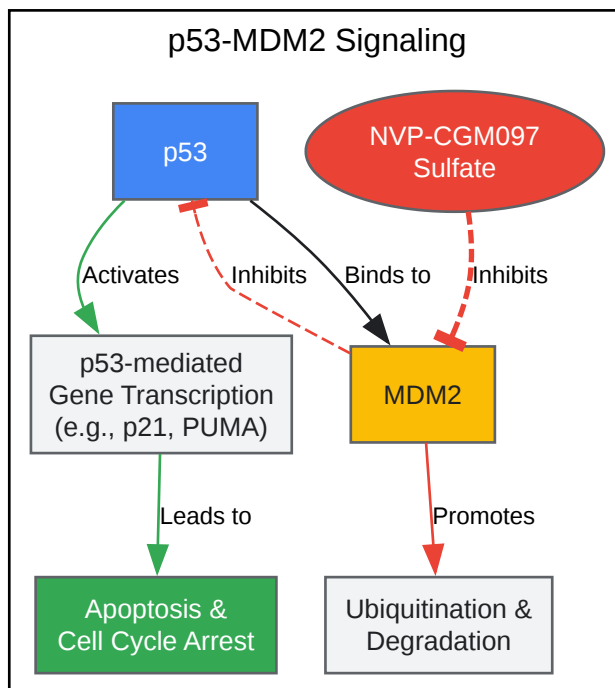 p53-MDM2 Signaling
p53
NVP-CGM097
Sulfate
Activates
Inhibits
Binds to
Inhibits
p53-mediated
Gene Transcription
(e.g., p21, PUMA)
MDM2
Leads to
Promotes
Apoptosis &
Cell Cycle Arrest
Ubiquitination &
Degradation